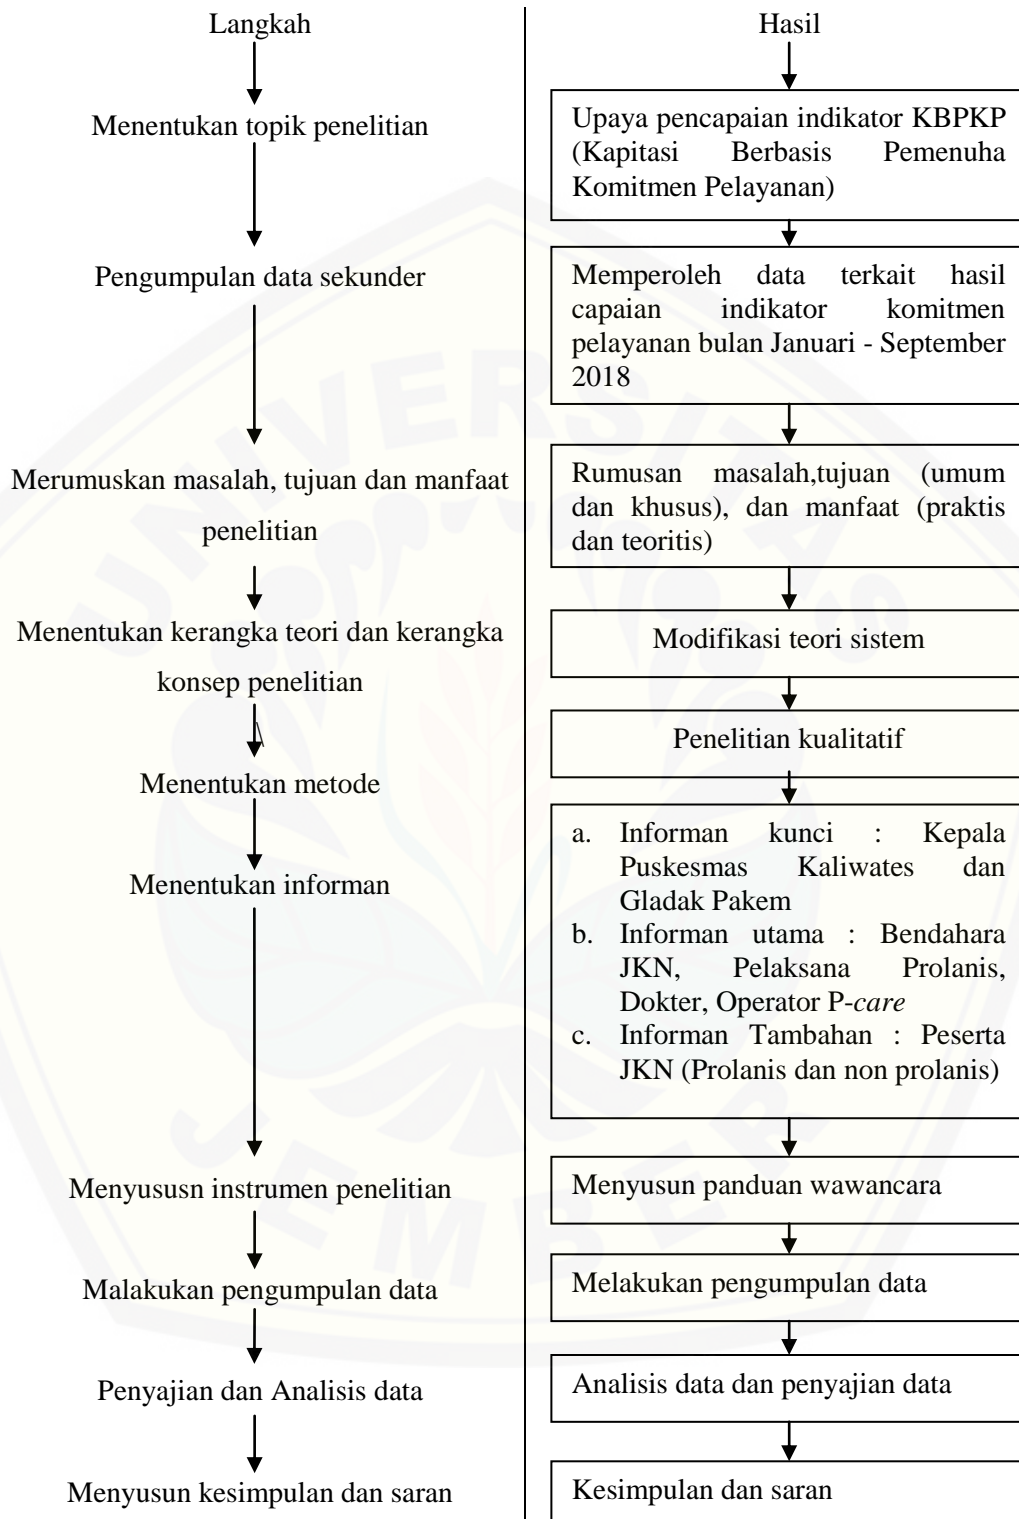 Langkah
Menentukan topik penelitian
Pengumpulan data sekunder
Merumuskan masalah, tujuan dan manfaat
penelitian
Menentukan kerangka teori dan kerangka
konsep penelitian
\
Menentukan metode
Menentukan informan
Menyususn instrumen penelitian
Malakukan pengumpulan data
Penyajian dan Analisis data
Menyusun kesimpulan dan saran
Hasil
Upaya pencapaian indikator KBPKP
(Kapitasi Berbasis Pemenuha
Komitmen Pelayanan)
Memperoleh data terkait hasil
capaian indikator komitmen
pelayanan bulan Januari - September
2018
Rumusan masalah,tujuan (umum
dan khusus), dan manfaat (praktis
dan teoritis)
Modifikasi teori sistem
Penelitian kualitatif
a. Informan kunci : Kepala
Puskesmas Kaliwates dan
Gladak Pakem
b. Informan utama : Bendahara
JKN, Pelaksana Prolanis,
Dokter, Operator P-care
c. Informan Tambahan : Peserta
JKN (Prolanis dan non prolanis)
Menyusun panduan wawancara
Melakukan pengumpulan data
Analisis data dan penyajian data
Kesimpulan dan saran
UNIVERSITAS
JEMBER